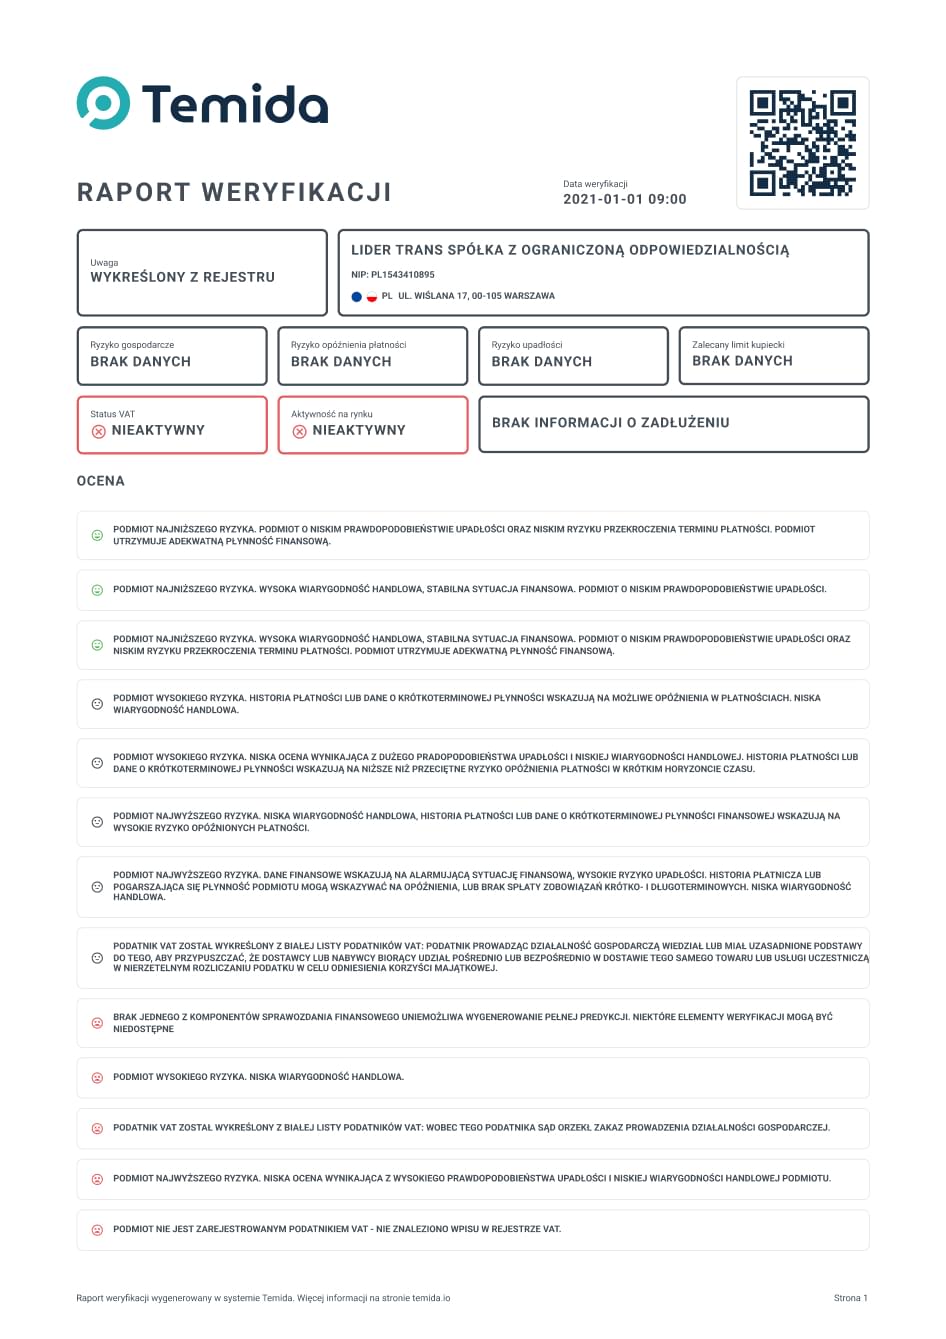 Temida
RAPORT WERYFIKACJI
Data weryfikacji
2021-01-01 09:00
Uwaga
WYKREŚLONY Z REJESTRU
LIDER TRANS SPÓŁKA Z OGRANICZONĄ ODPOWIEDZIALNOŚCIĄ
NIP: PL1543410895
PL UL. WIŚLANA 17, 00-105 WARSZAWA
Ryzyko gospodarcze
BRAK DANYCH
Ryzyko opóźnienia płatności
BRAK DANYCH
Ryzyko upadłości
BRAK DANYCH
Zalecany limit kupiecki
BRAK DANYCH
Status VAT
NIEAKTYWNY
Aktywność na rynku
NIEAKTYWNY
BRAK INFORMACJI O ZADŁUŻENIU
OCENA
PODMIOT NAJNIŻSZEGO RYZYKA. PODMIOT O NISKIM PRAWDOPODOBIEŃSTWIE UPADŁOŚCI ORAZ NISKIM RYZYKU PRZEKROCZENIA TERMINU PŁATNOŚCI. PODMIOT
UTRZYMUJE ADEKWATNĄ PŁYNNOŚĆ FINANSOWĄ.
PODMIOT NAJNIŻSZEGO RYZYKA. WYSOKA WIARYGODNOŚĆ HANDLOWA, STABILNA SYTUACJA FINANSOWA. PODMIOT O NISKIM PRAWDOPODOBIEŃSTWIE UPADŁOŚCI.
PODMIOT NAJNIŻSZEGO RYZYKA. WYSOKA WIARYGODNOŚĆ HANDLOWA, STABILNA SYTUACJA FINANSOWA. PODMIOT O NISKIM PRAWDOPODOBIEŃSTWIE UPADŁOŚCI ORAZ
NISKIM RYZYKU PRZEKROCZENIA TERMINU PŁATNOŚCI. PODMIOT UTRZYMUJE ADEKWATNĄ PŁYNNOŚĆ FINANSOWĄ.
PODMIOT WYSOKIEGO RYZYKA. HISTORIA PŁATNOŚCI LUB DANE O KRÓTKOTERMINOWEJ PŁYNNOŚCI WSKAZUJĄ NA MOŻLIWE OPÓŹNIENIA W PŁATNOŚCIACH. NISKA
WIARYGODNOŚĆ HANDLOWA.
PODMIOT WYSOKIEGO RYZYKA. NISKA OCENA WYNIKAJĄCA Z DUŻEGO PRADOPODOBIEŃSTWA UPADŁOŚCI I NISKIEJ WIARYGODNOŚCI HANDLOWEJ. HISTORIA PŁATNOŚCI LUB
DANE O KRÓTKOTERMINOWEJ PŁYNNOŚCI WSKAZUJĄ NA NIŻSZE NIŻ PRZECIĘTNE RYZYKO OPÓŹNIENIA PŁATNOŚCI W KRÓTKIM HORYZONCIE CZASU.
PODMIOT NAJWYŻSZEGO RYZYKA. NISKA WIARYGODNOŚĆ HANDLOWA, HISTORIA PŁATNOŚCI LUB DANE O KRÓTKOTERMINOWEJ PŁYNNOŚCI FINANSOWEJ WSKAZUJĄ NA
WYSOKIE RYZYKO OPÓŹNIONYCH PŁATNOŚCI.
PODMIOT NAJWYŻSZEGO RYZYKA. DANE FINANSOWE WSKAZUJĄ NA ALARMUJĄCĄ SYTUACJĘ FINANSOWĄ, WYSOKIE RYZYKO UPADŁOŚCI. HISTORIA PŁATNICZA LUB
POGARSZAJĄCA SIĘ PŁYNNOŚĆ PODMIOTU MOGĄ WSKAZYWAĆ NA OPÓŹNIENIA, LUB BRAK SPŁATY ZOBOWIĄZAŃ KRÓTKO- I DŁUGOTERMINOWYCH. NISKA WIARYGODNOŚĆ
HANDLOWA.
PODATNIK VAT ZOSTAŁ WYKREŚLONY Z BIAŁEJ LISTY PODATNIKÓW VAT: PODATNIK PROWADZĄC DZIAŁALNOŚĆ GOSPODARCZĄ WIEDZIAŁ LUB MIAŁ UZASADNIONE PODSTAWY
DO TEGO, ABY PRZYPUSZCZAĆ, ŻE DOSTAWCY LUB NABYWCY BIORĄCY UDZIAŁ POŚREDNIO LUB BEZPOŚREDNIO W DOSTAWIE TEGO SAMEGO TOWARU LUB USŁUGI UCZESTNICZĄ
W NIERZETELNYM ROZLICZANIU PODATKU W CELU ODNIESIENIA KORZYŚCI MAJĄTKOWEJ.
BRAK JEDNEGO Z KOMPONENTÓW SPRAWOZDANIA FINANSOWEGO UNIEMOŻLIWA WYGENEROWANIE PEŁNEJ PREDYKCJI. NIEKTÓRE ELEMENTY WERYFIKACJI MOGĄ BYĆ
NIEDOSTĘPNE
PODMIOT WYSOKIEGO RYZYKA. NISKA WIARYGODNOŚĆ HANDLOWA.
PODATNIK VAT ZOSTAŁ WYKREŚLONY Z BIAŁEJ LISTY PODATNIKÓW VAT: WOBEC TEGO PODATNIKA SĄD ORZEKŁ ZAKAZ PROWADZENIA DZIAŁALNOŚCI GOSPODARCZEJ.
PODMIOT NAJWYŻSZEGO RYZYKA. NISKA OCENA WYNIKAJĄCA Z WYSOKIEGO PRAWDOPODOBIEŃSTWA UPADŁOŚCI I NISKIEJ WIARYGODNOŚCI HANDLOWEJ PODMIOTU.
PODMIOT NIE JEST ZAREJESTROWANYM PODATNIKIEM VAT - NIE ZNALEZIONO WPISU W REJESTRZE VAT.
Raport weryfikacji wygenerowany w systemie Temida. Więcej informacji na stronie temida.io
Strona 1